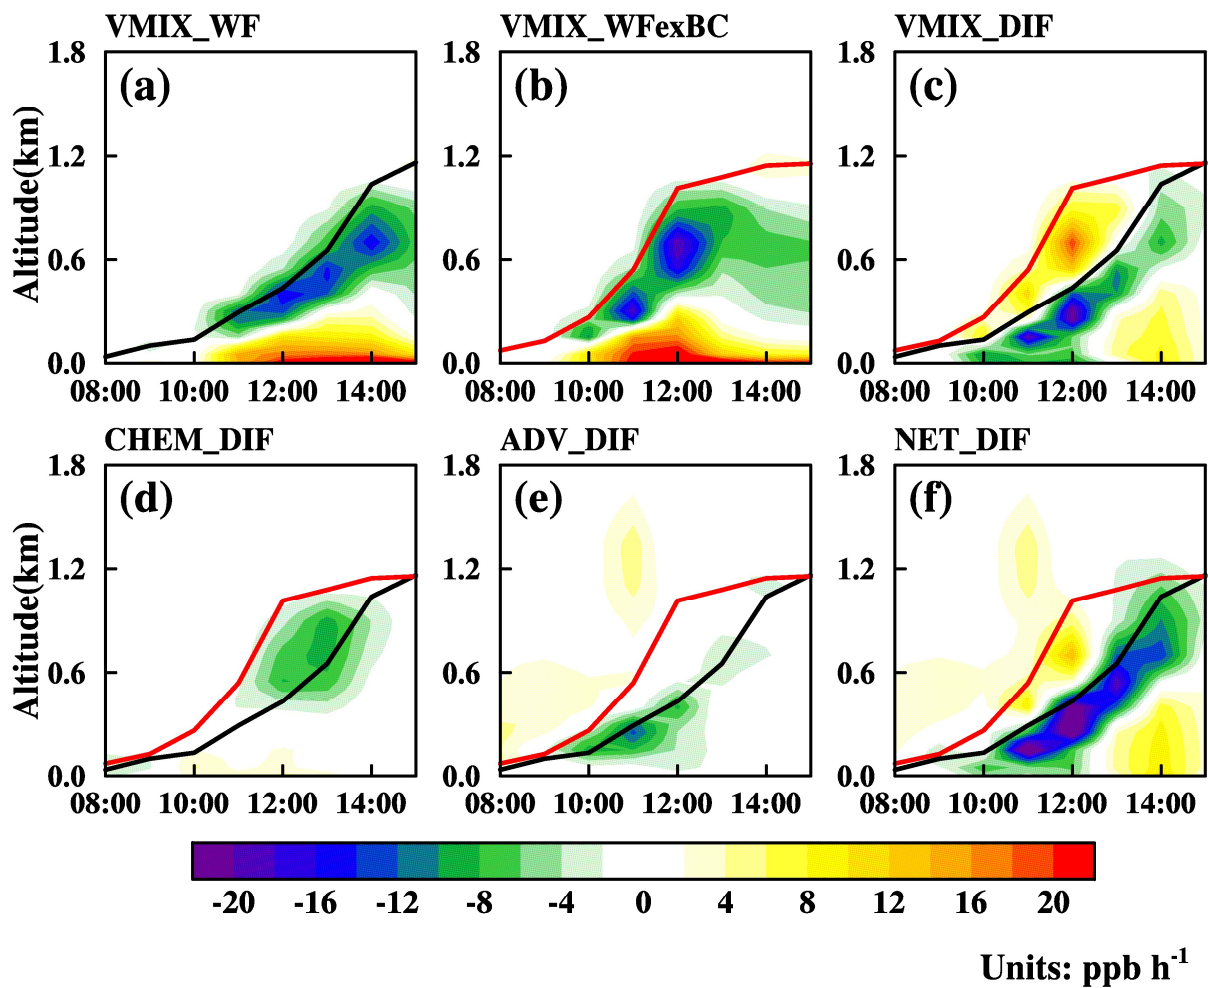 VMIX_WF VMIX_WFexBC VMIX_DIF
(a) (b) (c)
Altitude(km)
1.8 1.8 1.8
1.2 1.2 1.2
0.6 0.6 0.6
0.0 0.0 0.0
08:00 10:00 12:00 14:00 08:00 10:00 12:00 14:00 08:00 10:00 12:00 14:00
CHEM_DIF ADV_DIF NET_DIF
(d) (e) (f)
Altitude(km)
1.8 1.8 1.8
1.2 1.2 1.2
0.6 0.6 0.6
0.0 0.0 0.0
08:00 10:00 12:00 14:00 08:00 10:00 12:00 14:00 08:00 10:00 12:00 14:00
-20 -16 -12 -8 -4 0 4 8 12 16 20
Units: ppb h-1